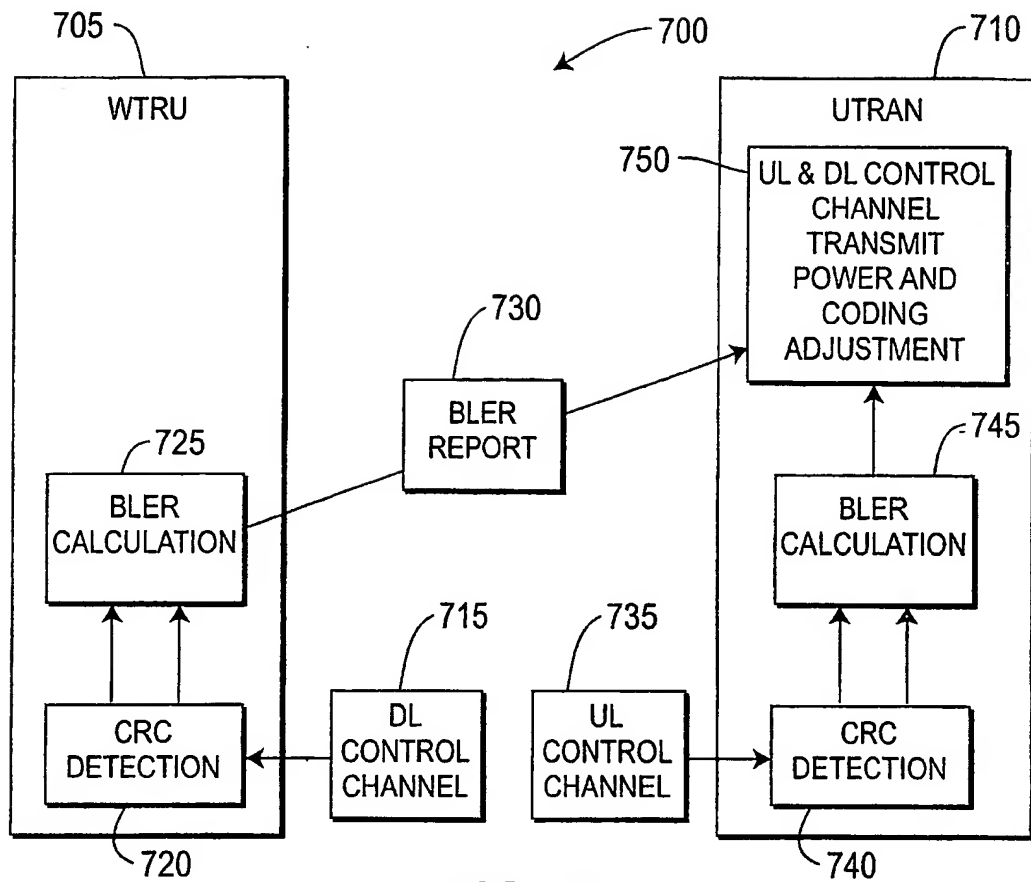 705
700
710
WTRU
UTRAN
750
UL & DL CONTROL
CHANNEL
TRANSMIT
POWER AND
CODING
ADJUSTMENT
730
BLER
REPORT
725
BLER
CALCULATION
745
BLER
CALCULATION
715
735
CRC
DETECTION
DL
CONTROL
CHANNEL
UL
CONTROL
CHANNEL
CRC
DETECTION
720
740